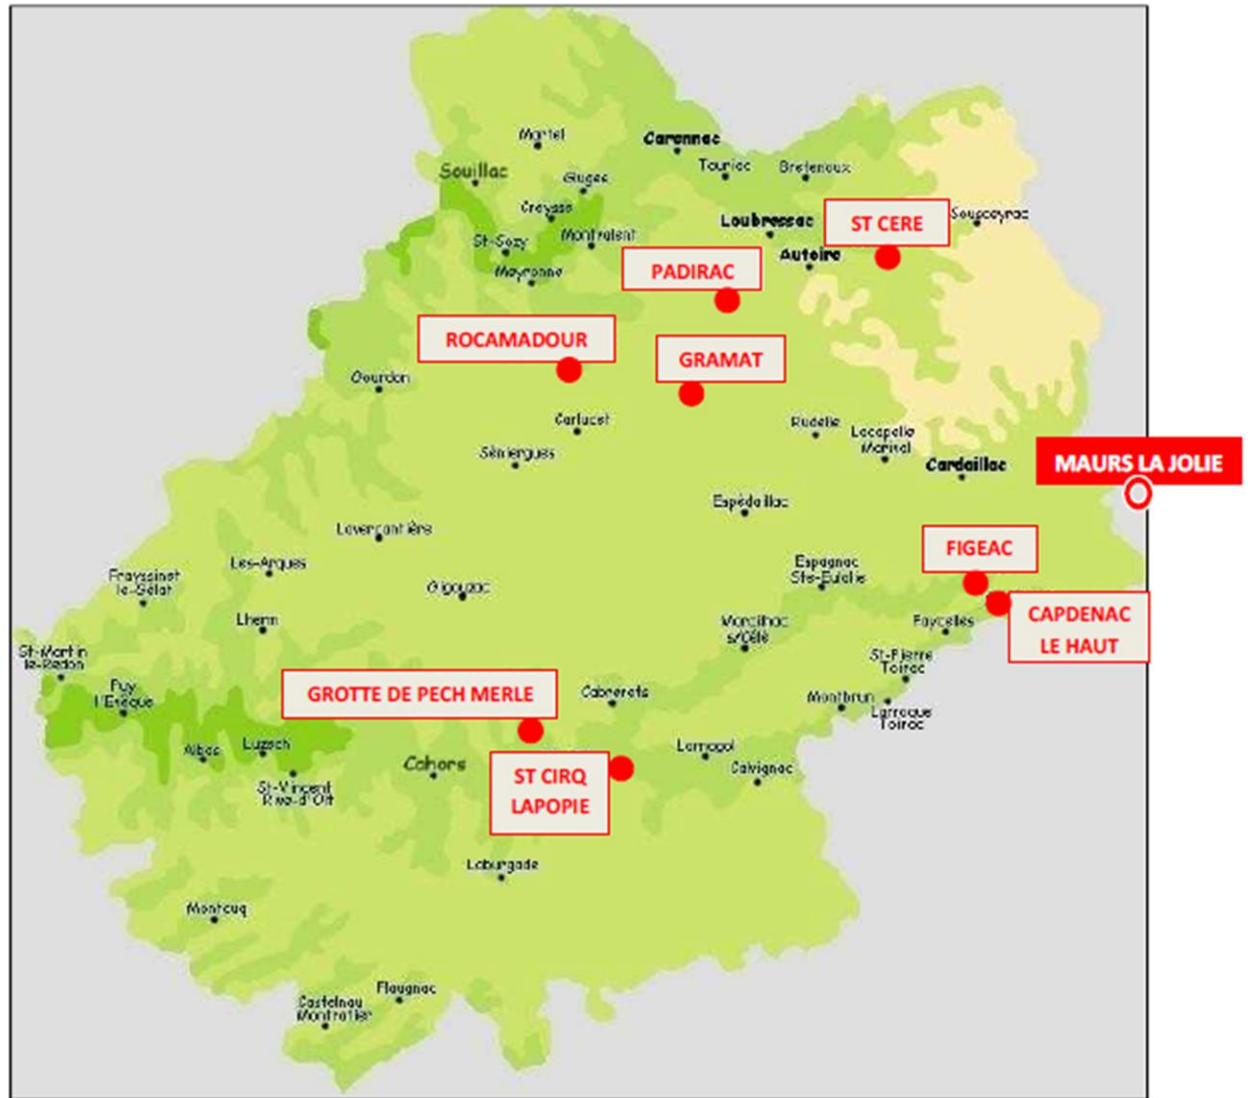 Martel
Carennac
Souillac
Tauriac
Bretenoux
Gluges
Creysse
ST CERE
Sousceyrac
Loubressac
Montvalent
St-Sozy
Autoire
Meyronne
PADIRAC
ROCAMADOUR
GRAMAT
Gourdon
Carlucet
Rudelle
Lacapelle
Marival
Séniergues
Cardaillac
MAURS LA JOLIE
Espédaillac
Lavercantière
FIGEAC
Les-Arques
Espagnac
Ste-Eulalie
Frayssinet
le-Gélat
Gigouzac
CAPDENAC
LE HAUT
Lherm
Marcilhac
s/Célé
Faycelles
St-Martin
le-Redon
St-Pierre
Toirac
Puy
l'Evêque
GROTTE DE PECH MERLE
Cabrerets
Montbrun
Larroque
Toirac
Albas
Luzech
Cahors
ST CIRQ
LAPOPIE
Larnagol
Calvignac
St-Vincent
Rive-d'Olt
Laburgade
Montcuq
Flaugnac
Castelnau
Montratier